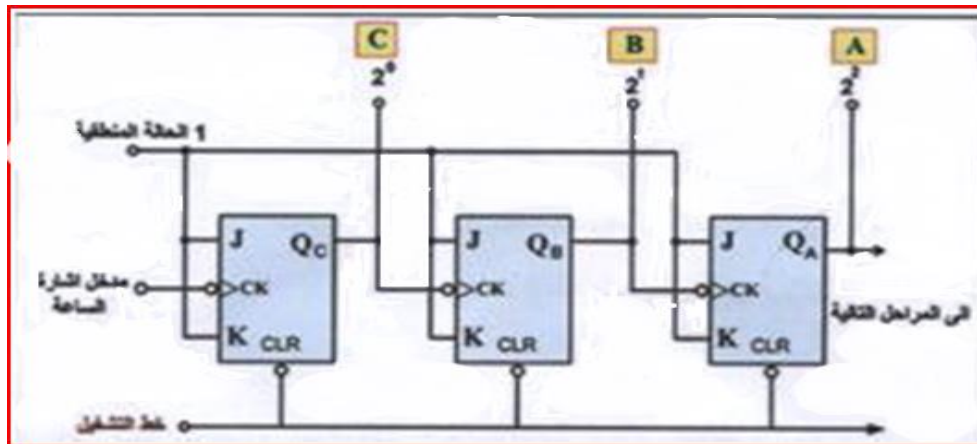 C
B
A
2⁰
2¹
2²
الحالة المنطقية 1
J
Q_C
J
Q_B
J
Q_A
مدخل اشارة
الساعة
CK
CK
CK
الى المراحل التالية
K
CLR
K
CLR
K
CLR
خط التشغيل